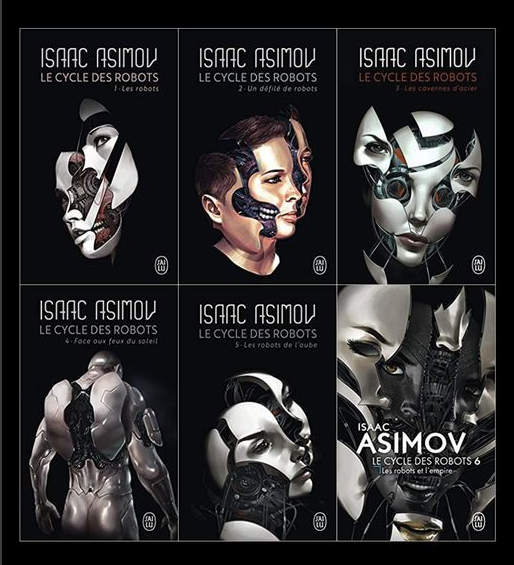 ISAAC ASIMOV
LE CYCLE DES ROBOTS
1 - Les robots
J'AI
LU
ISAAC ASIMOV
LE CYCLE DES ROBOTS
2 - Un défilé de robots
J'AI
LU
ISAAC ASIMOV
LE CYCLE DES ROBOTS
3 - Les cavernes d'acier
J'AI
LU
ISAAC ASIMOV
LE CYCLE DES ROBOTS
4 - Face aux feux du soleil
J'AI
LU
ISAAC ASIMOV
LE CYCLE DES ROBOTS
5 - Les robots de l'aube
J'AI
LU
ISAAC
ASIMOV
LE CYCLE DES ROBOTS 6
Les robots et l'empire
J'AI
LU